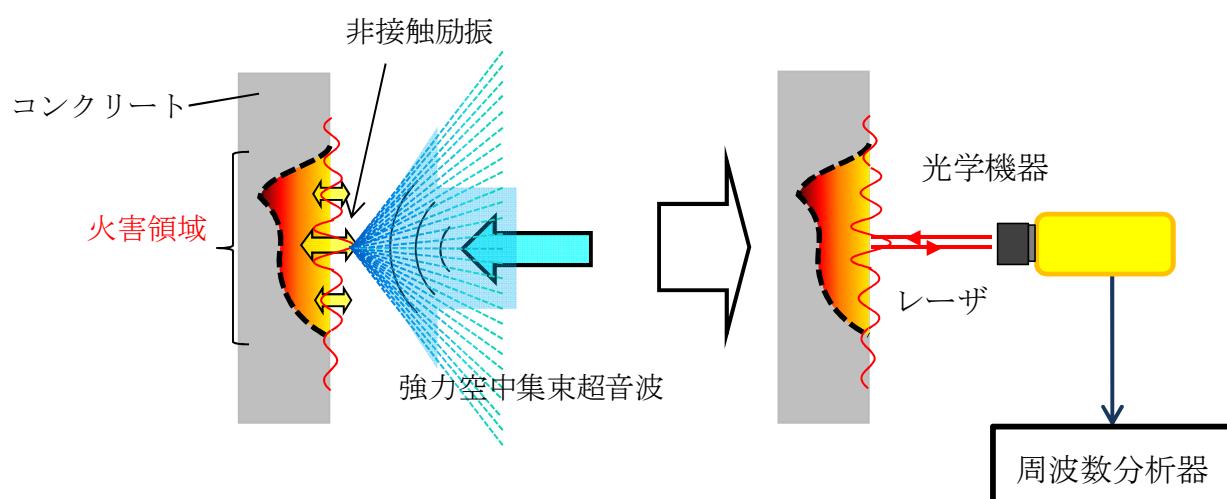 非接触励振
コンクリート
火害領域
強力空中集束超音波
光学機器
レーザ
周波数分析器